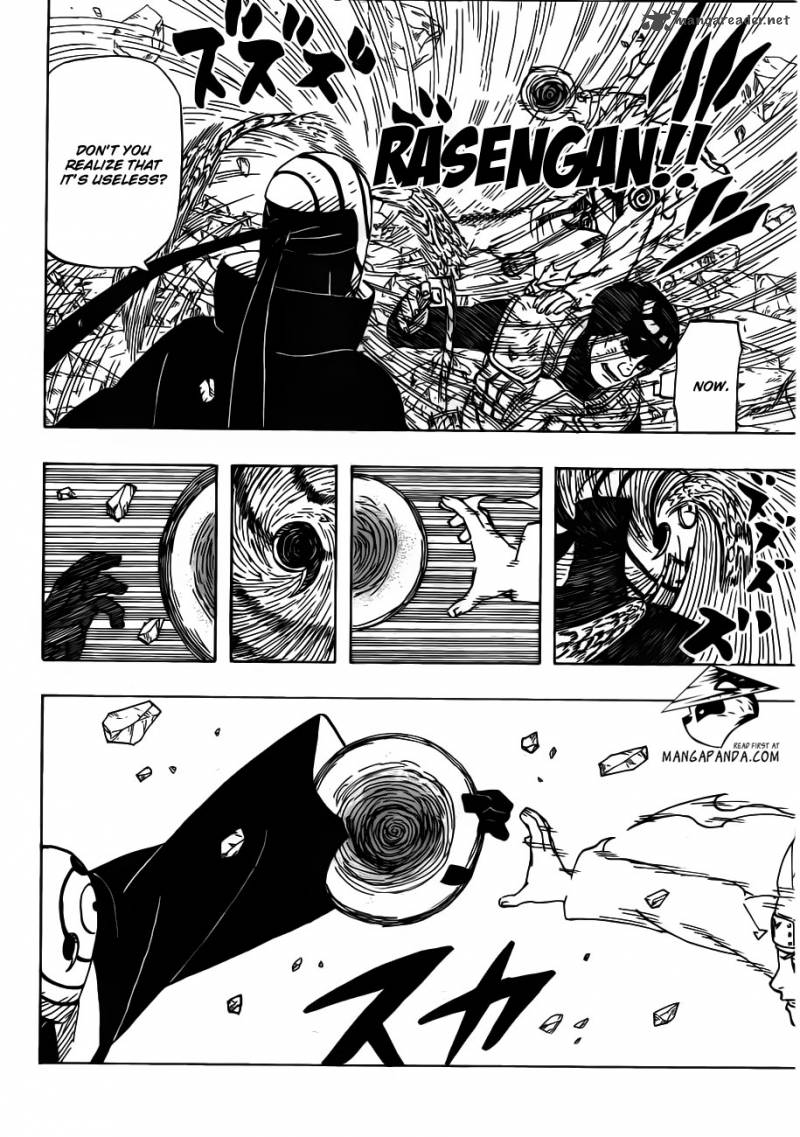 mangareader.net
ズズズ
RASENGAN!!
DON'T YOU
REALIZE THAT
IT'S USELESS?
NOW.
ズズズ
ズ
READ FIRST AT
MANGAPANDA.COM
スカ